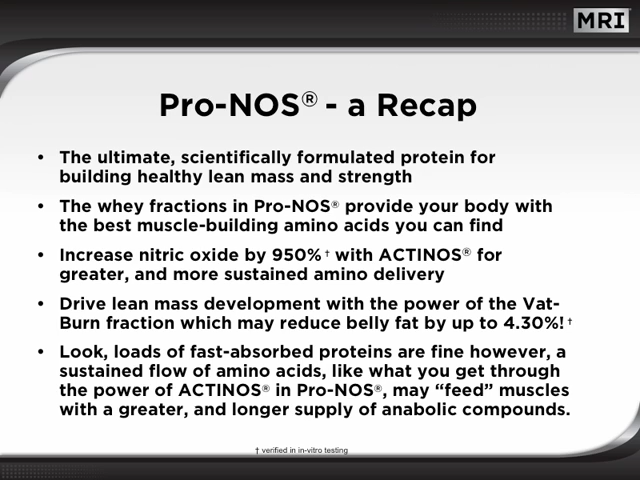 MRI
Pro-NOS® - a Recap
• The ultimate, scientifically formulated protein for
building healthy lean mass and strength
• The whey fractions in Pro-NOS® provide your body with
the best muscle-building amino acids you can find
• Increase nitric oxide by 950%† with ACTINOS® for
greater, and more sustained amino delivery
• Drive lean mass development with the power of the Vat-
Burn fraction which may reduce belly fat by up to 4.30%!†
• Look, loads of fast-absorbed proteins are fine however, a
sustained flow of amino acids, like what you get through
the power of ACTINOS® in Pro-NOS®, may “feed” muscles
with a greater, and longer supply of anabolic compounds.
† verified in in-vitro testing